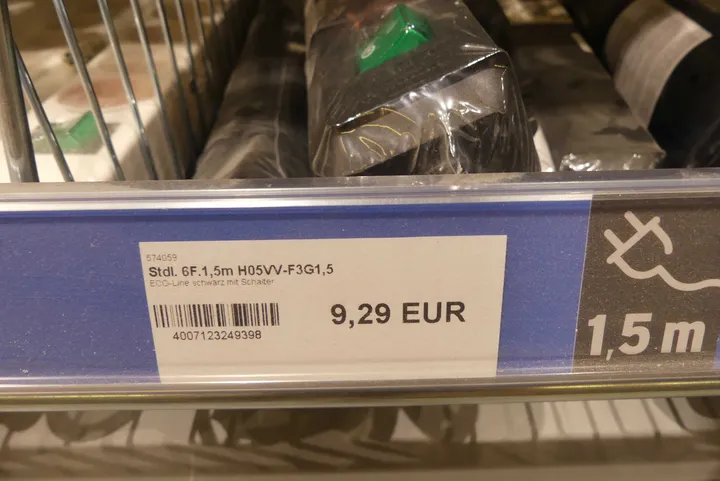 574059
Stdl. 6F.1,5m H05VV-F3G1,5
ECO-Line schwarz mit Schalter
4007123249398
9,29 EUR
1,5 m